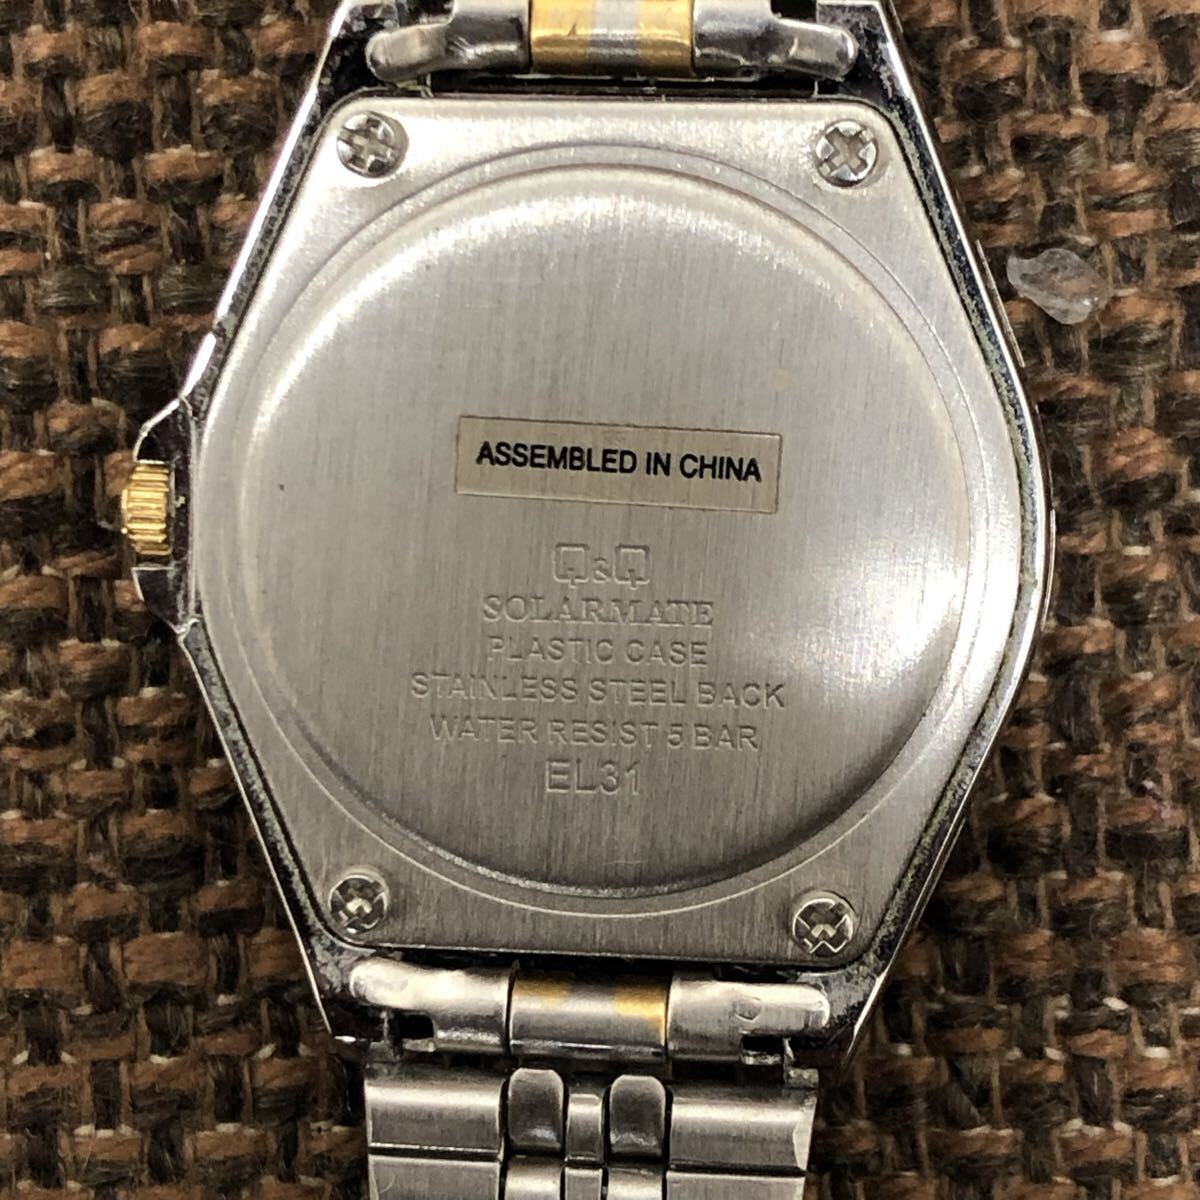 ASSEMBLED IN CHINA
Q&Q
SOLARMATE
PLASTIC CASE
STAINLESS STEEL BACK
WATER RESIST 5 BAR
EL31